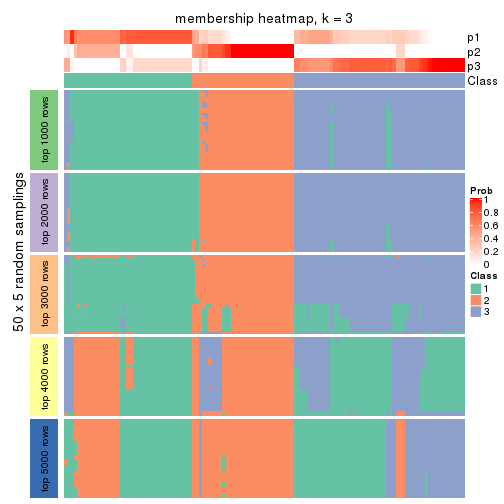 membership heatmap, k = 3
p1
p2
p3
Class
50 x 5 random samplings
top 1000 rows
top 2000 rows
top 3000 rows
top 4000 rows
top 5000 rows
Prob
1
0.8
0.6
0.4
0.2
0
Class
1
2
3